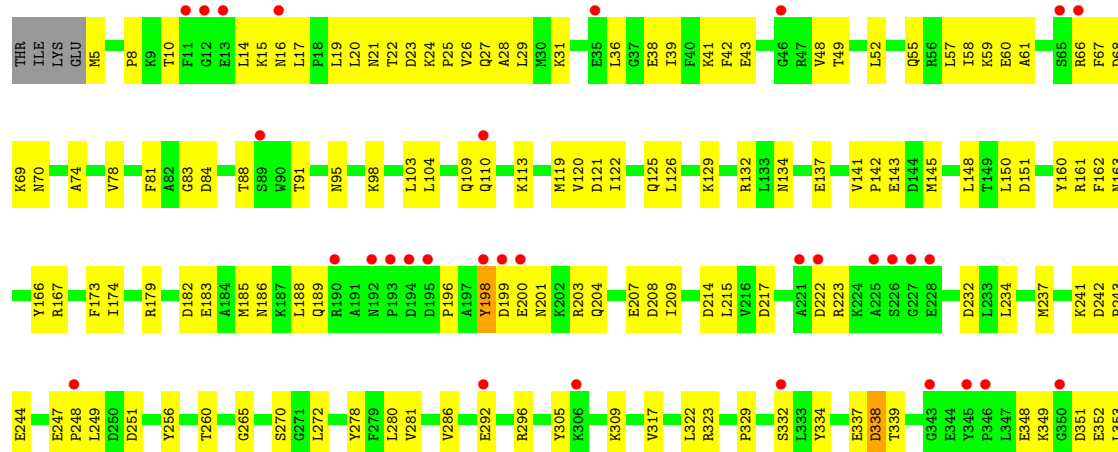 THR ILE LYS GLU M5 P8 K9 T10 F11 G12 E13 L14 K15 N16 L17 P18 L19 L20 N21 T22 D23 K24 P25 V26 Q27 A28 L29 M30 K31 E35 L36 G37 E38 I39 F40 K41 F42 E43 G46 R47 V48 T49 L52 Q55 R56 L57 I58 K59 E60 A61 S65 R66 F67 D68
K69 N70 A74 V78 F81 A82 G83 D84 T88 S89 W90 T91 N95 K98 L103 L104 Q109 Q110 K113 M119 V120 D121 I122 Q125 L126 K129 R132 L133 N134 E137 V141 P142 E143 D144 M145 L148 T149 L150 D151 Y160 R161 F162 N163
Y166 R167 F173 I174 R179 D182 E183 A184 M185 N186 K187 L188 Q189 R190 A191 N192 P193 D194 D195 P196 A197 Y198 D199 E200 N201 K202 R203 Q204 E207 D208 I209 D214 L215 V216 D217 A221 D222 R223 K224 A225 S226 G227 E228 D232 L233 L234 M237 K241 D242
E244 E247 P248 L249 D250 D251 Y256 T260 G265 S270 G271 L272 Y278 F279 L280 V281 V286 E292 R296 Y305 K306 K309 V317 L322 R323 P329 S332 L333 Y334 E337 D338 T339 G343 E344 Y345 P346 L347 E348 K349 G350 D351 E352